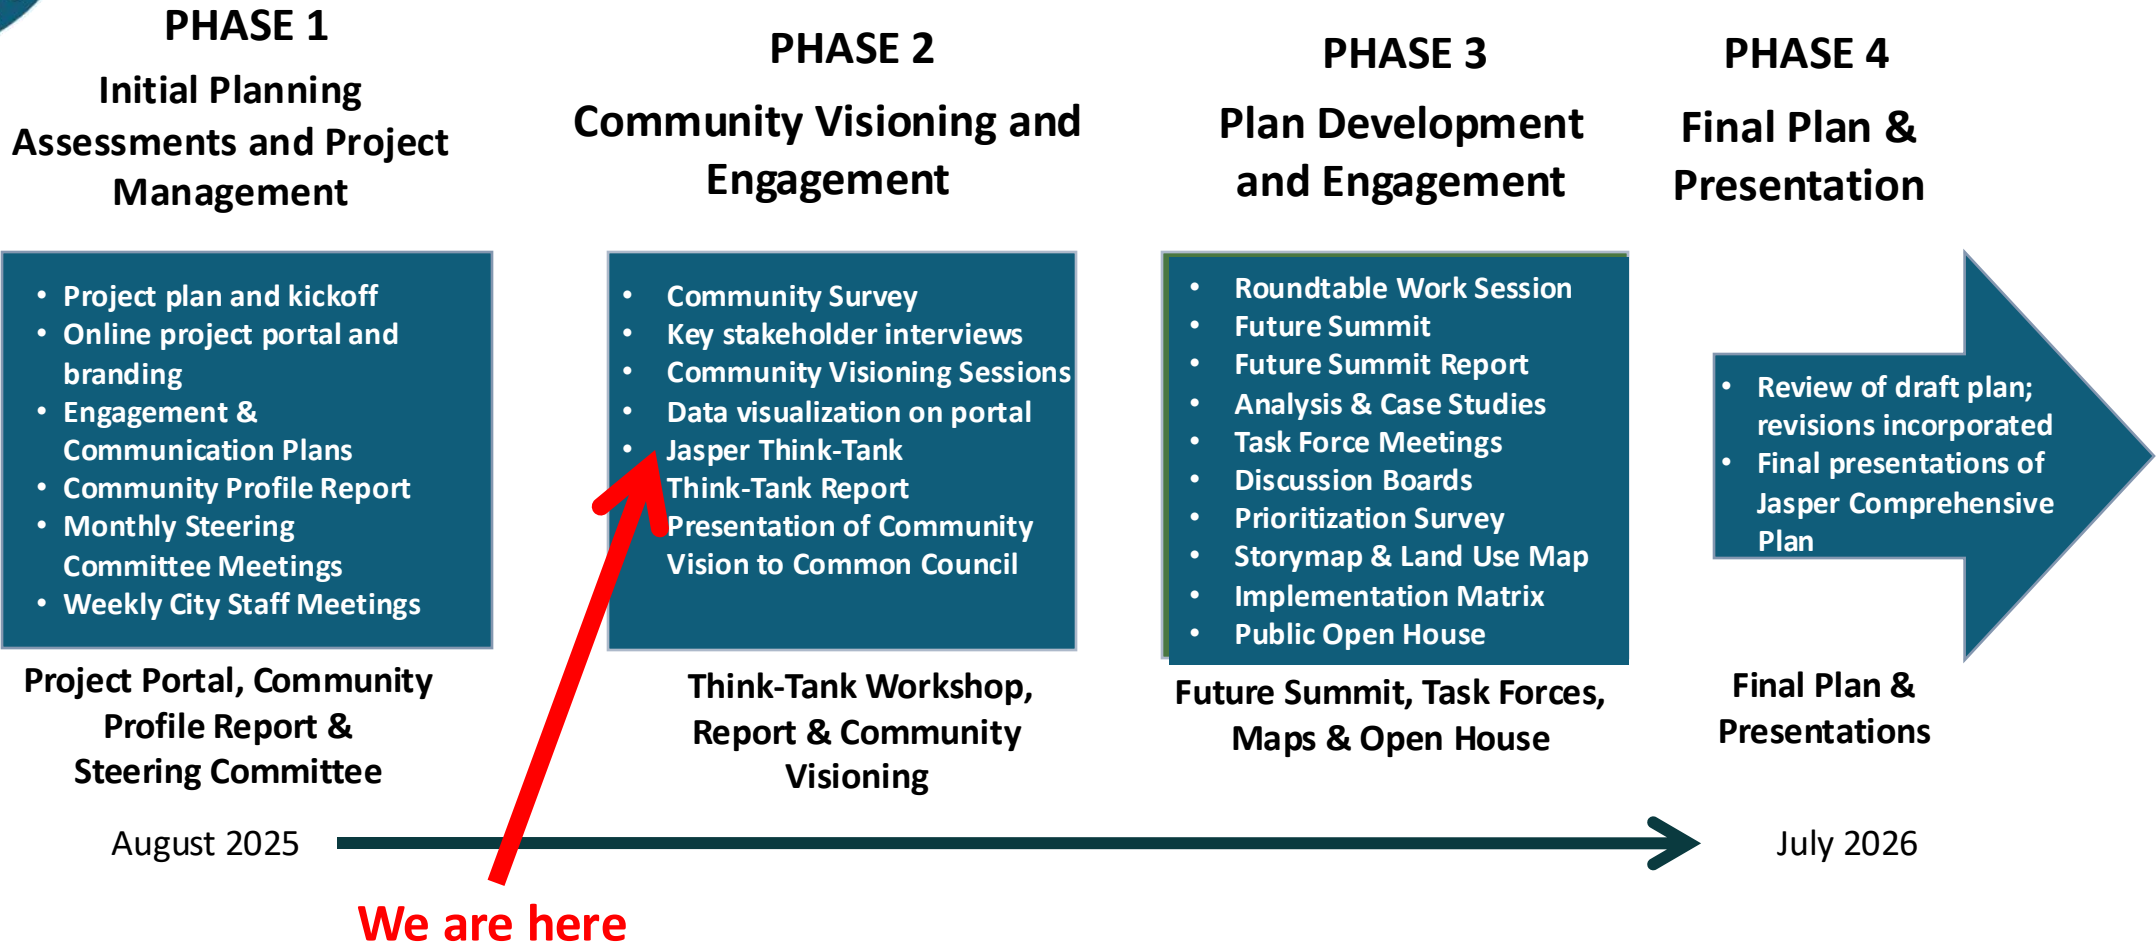 PHASE 1
Initial Planning
Assessments and Project
Management
• Project plan and kickoff
• Online project portal and
branding
• Engagement &
Communication Plans
• Community Profile Report
• Monthly Steering
Committee Meetings
• Weekly City Staff Meetings
Project Portal, Community
Profile Report &
Steering Committee
PHASE 2
Community Visioning and
Engagement
• Community Survey
• Key stakeholder interviews
• Community Visioning Sessions
• Data visualization on portal
• Jasper Think-Tank
Think-Tank Report
Presentation of Community
Vision to Common Council
Think-Tank Workshop,
Report & Community
Visioning
PHASE 3
Plan Development
and Engagement
• Roundtable Work Session
• Future Summit
• Future Summit Report
• Analysis & Case Studies
• Task Force Meetings
• Discussion Boards
• Prioritization Survey
• Storymap & Land Use Map
• Implementation Matrix
• Public Open House
Future Summit, Task Forces,
Maps & Open House
PHASE 4
Final Plan &
Presentation
• Review of draft plan;
revisions incorporated
• Final presentations of
Jasper Comprehensive
Plan
Final Plan &
Presentations
August 2025
July 2026
We are here